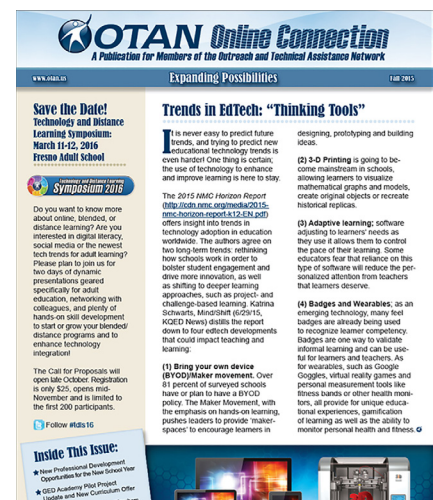 OTAN Online Connection
A Publication for Members of the Outreach and Technical Assistance Network
www.otan.us
Expanding Possibilities
Fall 2015
Save the Date!
Technology and Distance
Learning Symposium:
March 11-12, 2016
Fresno Adult School
Technology and Distance Learning
Symposium 2016
Do you want to know more
about online, blended, or
distance learning? Are you
interested in digital literacy,
social media or the newest
tech trends for adult learning?
Please plan to join us for
two days of dynamic
presentations geared
specifically for adult
education, networking with
colleagues, and plenty of
hands-on skill development
to start or grow your blended/
distance programs and to
enhance technology
integration!
The Call for Proposals will
open late October. Registration
is only $25, opens mid-
November and is limited to
the first 200 participants.
Follow #tdls16
Inside This Issue:
New Professional Development
Opportunities for the New School Year
GED Academy Pilot Project
Update and New Curriculum Offer
Trends in EdTech: “Thinking Tools”
It is never easy to predict future
trends, and trying to predict new
educational technology trends is
even harder! One thing is certain;
the use of technology to enhance
and improve learning is here to stay.
The 2015 NMC Horizon Report
(http://cdn.nmc.org/media/2015-
nmc-horizon-report-k12-EN.pdf)
offers insight into trends in
technology adoption in education
worldwide. The authors agree on
two long-term trends: rethinking
how schools work in order to
bolster student engagement and
drive more innovation, as well
as shifting to deeper learning
approaches, such as project- and
challenge-based learning. Katrina
Schwarts, Mind/Shift (6/29/15,
KQED News) distills the report
down to four edtech developments
that could impact teaching and
learning:
(1) Bring your own device
(BYOD)/Maker movement. Over
81 percent of surveyed schools
have or plan to have a BYOD
policy. The Maker Movement, with
the emphasis on hands-on learning,
pushes leaders to provide 'maker-
spaces' to encourage learners in
designing, prototyping and building
ideas.
(2) 3-D Printing is going to be-
come mainstream in schools,
allowing learners to visualize
mathematical graphs and models,
create original objects or recreate
historical replicas.
(3) Adaptive learning; software
adjusting to learners' needs as
they use it allows them to control
the pace of their learning. Some
educators fear that reliance on this
type of software will reduce the per-
sonalized attention from teachers
that learners deserve.
(4) Badges and Wearables; as an
emerging technology, many feel
badges are already being used
to recognize learner competency.
Badges are one way to validate
informal learning and can be use-
ful for learners and teachers. As
for wearables, such as Google
Goggles, virtual reality games and
personal measurement tools like
fitness bands or other health moni-
tors, all provide for unique educa-
tional experiences, gamification
of learning as well as the ability to
monitor personal health and fitness.